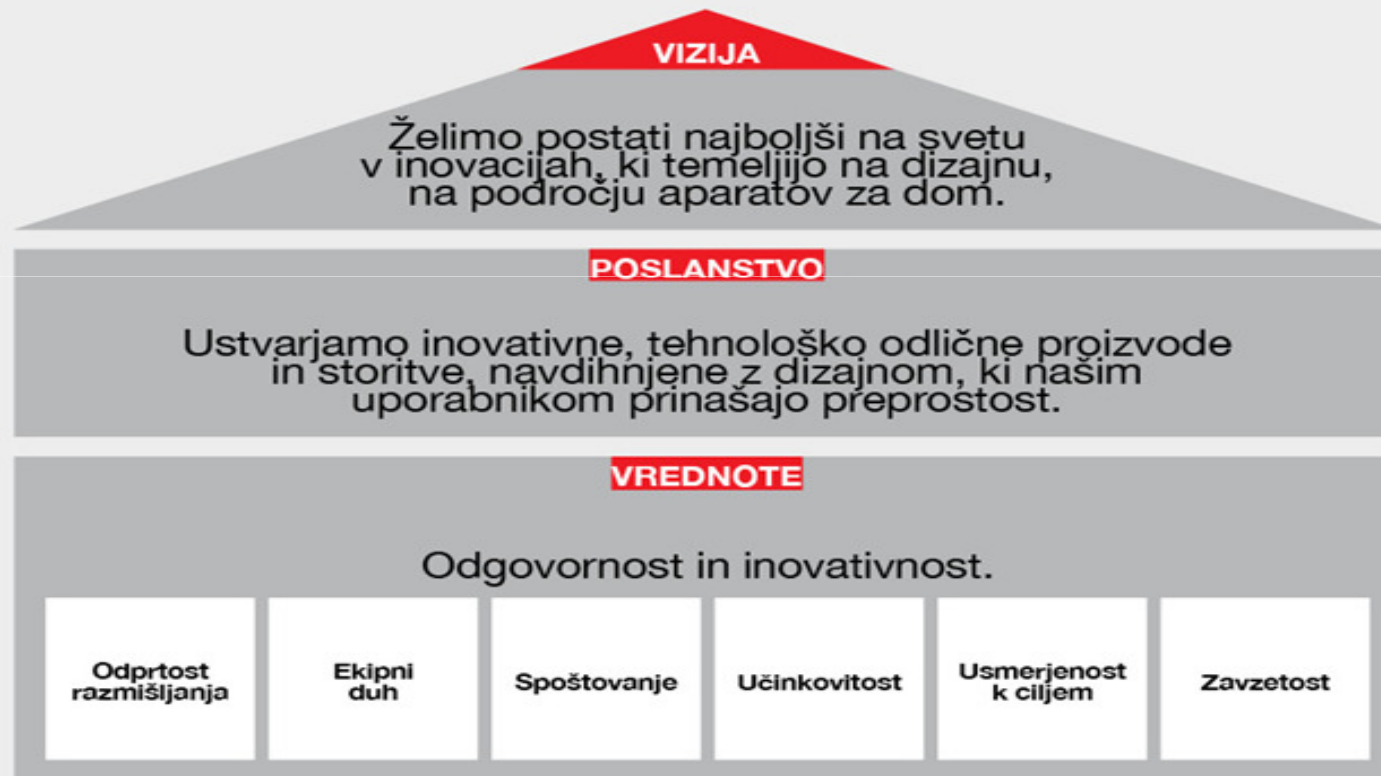 VIZIJA
Želimo postati najboljši na svetu
v inovacijah, ki temeljijo na dizajnu,
na področju aparatov za dom.
POSLANSTVO
Ustvarjamo inovativne, tehnološko odlične proizvode
in storitve, navdihnjene z dizajnom, ki našim
uporabnikom prinašajo preprostost.
VREDNOTE
Odgovornost in inovativnost.
Odprtost
razmišljanja
Ekipni
duh
Spoštovanje
Učinkovitost
Usmerjenost
k ciljem
Zavzetost